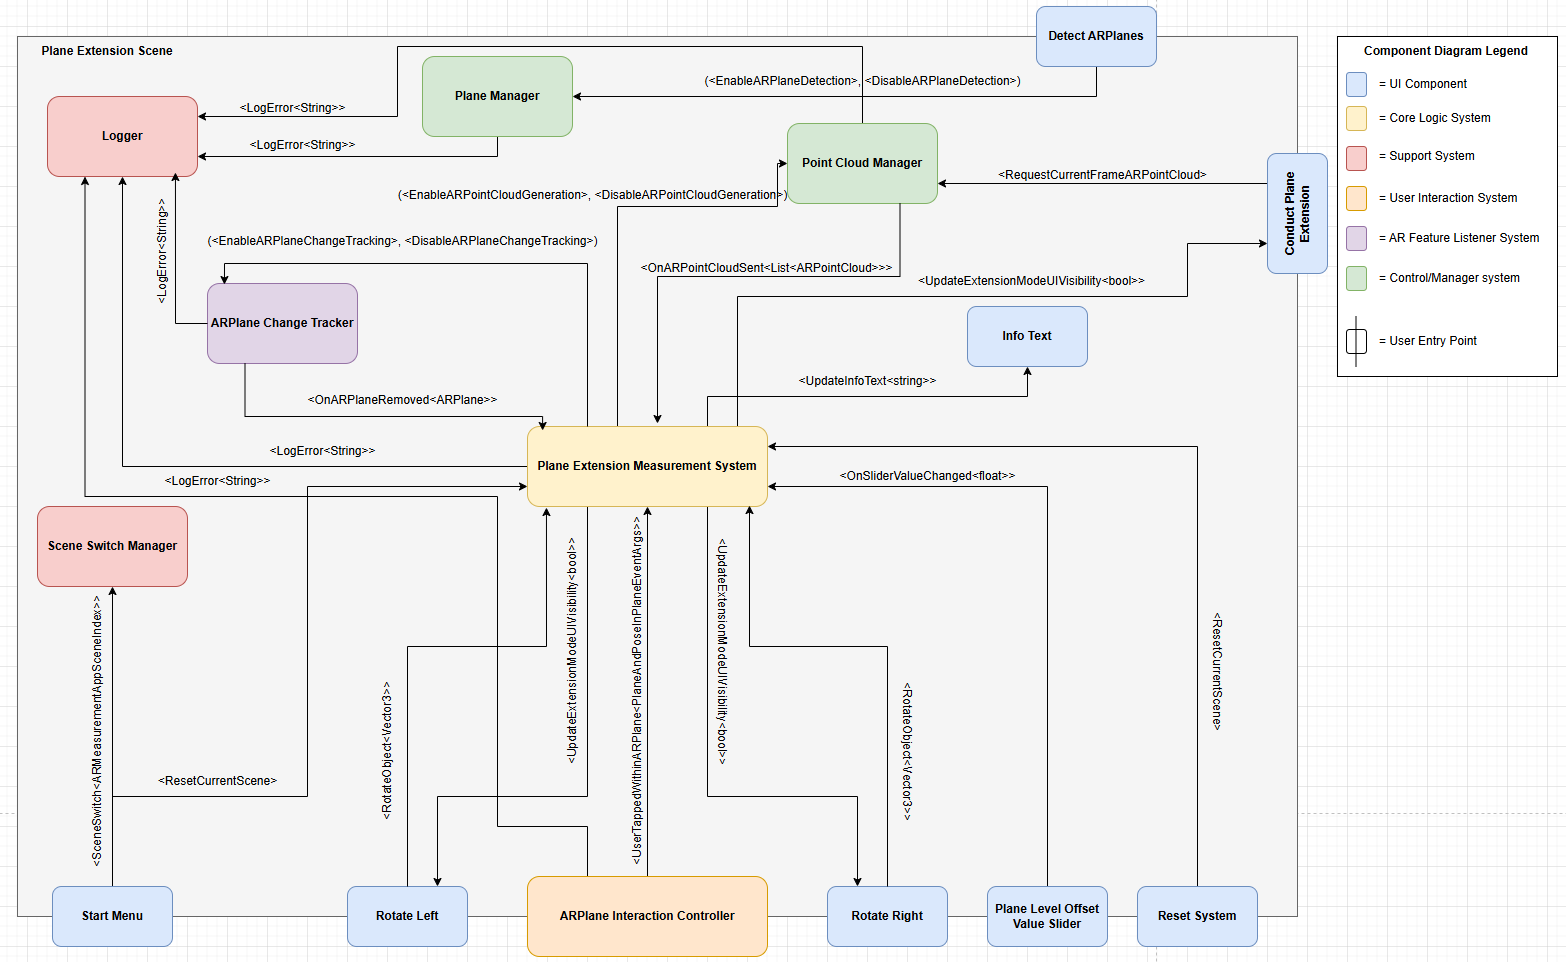 Plane Extension Scene
Detect ARPlanes
Component Diagram Legend
= UI Component
= Core Logic System
= Support System
= User Interaction System
= AR Feature Listener System
= Control/Manager system
= User Entry Point
(<EnableARPlaneDetection>, <DisableARPlaneDetection>)
Plane Manager
<LogError<String>>
Logger
<LogError<String>>
Point Cloud Manager
<RequestCurrentFrameARPointCloud>
Conduct Plane
Extension
(<EnableARPointCloudGeneration>, <DisableARPointCloudGeneration>)
<LogError<String>>
(<EnableARPlaneChangeTracking>, <DisableARPlaneChangeTracking>)
<OnARPointCloudSent<List<ARPointCloud>>>
<UpdateExtensionModeUIVisibility<bool>>
ARPlane Change Tracker
Info Text
<UpdateInfoText<string>>
<OnARPlaneRemoved<ARPlane>>
<LogError<String>>
Plane Extension Measurement System
<LogError<String>>
<OnSliderValueChanged<float>>
Scene Switch Manager
<SceneSwitch<ARMeasurementAppSceneIndex>>
<ResetCurrentScene>
<RotateObject<Vector3>>
<UpdateExtensionModeUIVisibility<bool>>
<UserTappedWithinARPlane<PlaneAndPoseInPlaneEventArgs>>
<UpdateExtensionModeUIVisibility<bool>>
<RotateObject<Vector3>>
<ResetCurrentScene>
Start Menu
Rotate Left
ARPlane Interaction Controller
Rotate Right
Plane Level Offset
Value Slider
Reset System